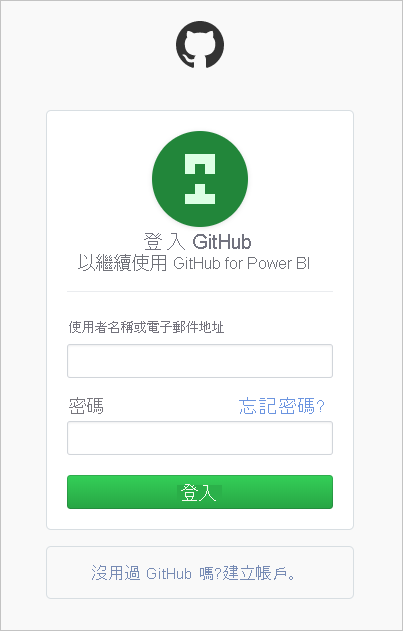 登入 GitHub
以繼續使用 GitHub for Power BI
使用者名稱或電子郵件地址
密碼 忘記密碼?
登入
沒用過 GitHub 嗎?建立帳戶。